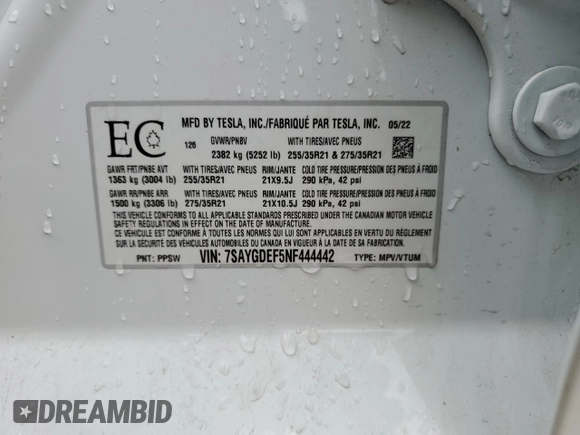 EC
MFD BY TESLA, INC./FABRIQUÉ PAR TESLA, INC. 05/22
126 GVWR/PNBV WITH TIRES/AVEC PNEUS
2382 kg (5252 lb) 255/35R21 & 275/35R21
GAWR FRT/PNBE AVT WITH TIRES/AVEC PNEUS RIM/JANTE COLD TIRE PRESSURE/PRESSION DES PNEUS À FROID
1363 kg (3004 lb) 255/35R21 21X9.5J 290 kPa, 42 psi
GAWR RR/PNBE ARR WITH TIRES/AVEC PNEUS RIM/JANTE COLD TIRE PRESSURE/PRESSION DES PNEUS À FROID
1500 kg (3306 lb) 275/35R21 21X10.5J 290 kPa, 42 psi
THIS VEHICLE CONFORMS TO ALL APPLICABLE STANDARDS PRESCRIBED UNDER THE CANADIAN MOTOR VEHICLE
SAFETY REGULATIONS IN EFFECT ON THE DATE OF MANUFACTURE
CE VÉHICULE EST CONFORME À TOUTES LES NORMES QUI LUI SONT APPLICABLES EN VERTU DU RÈGLEMENT
SUR LA SÉCURITÉ DES VÉHICULES AUTOMOBILES DU CANADA EN VIGUEUR À LA DATE DE SA FABRICATION.
PNT: PPSW VIN: 7SAYGDEF5NF444442 TYPE: MPV/VTUM
DREAMBID